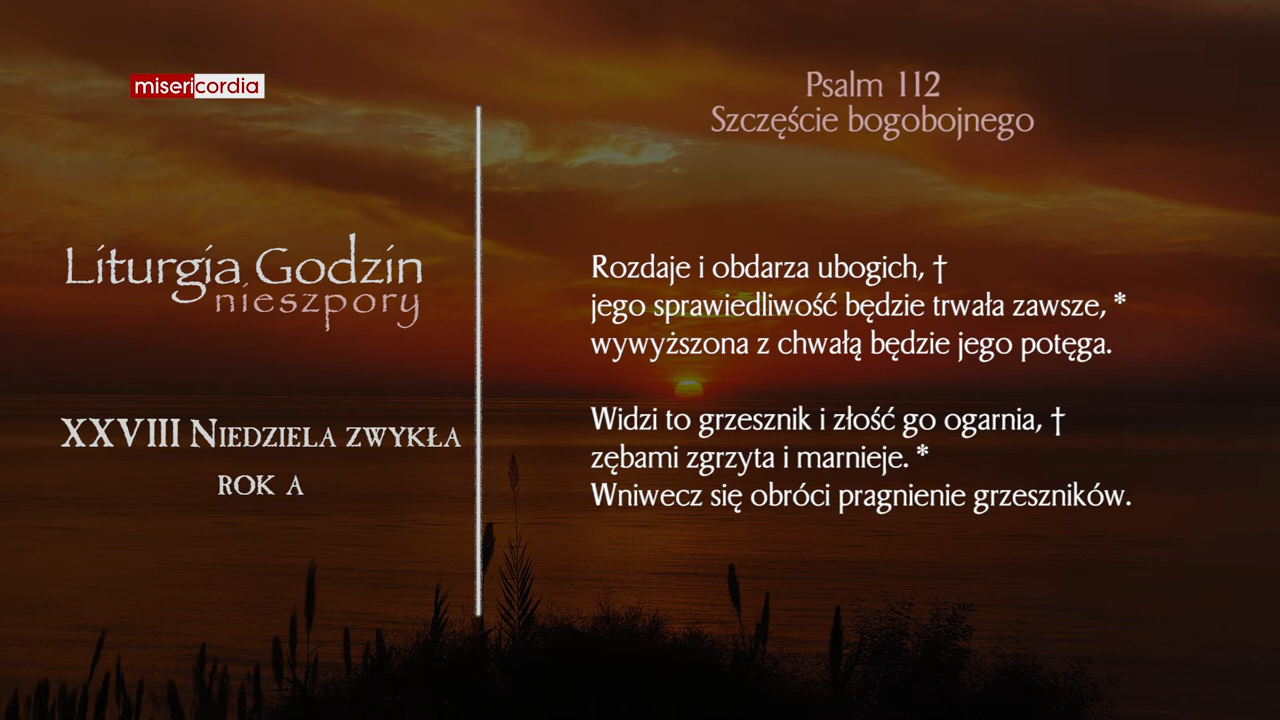 misericordia
Liturgia Godzin
nieszpory
XXVIII Niedziela zwykła
rok A
Psalm 112
Szczęście bogobojnego
Rozdaje i obdarza ubogich, †
jego sprawiedliwość będzie trwała zawsze, *
wywyższona z chwałą będzie jego potęga.
Widzi to grzesznik i złość go ogarnia, †
zębami zgrzyta i marnieje. *
Wniwecz się obróci pragnienie grzeszników.